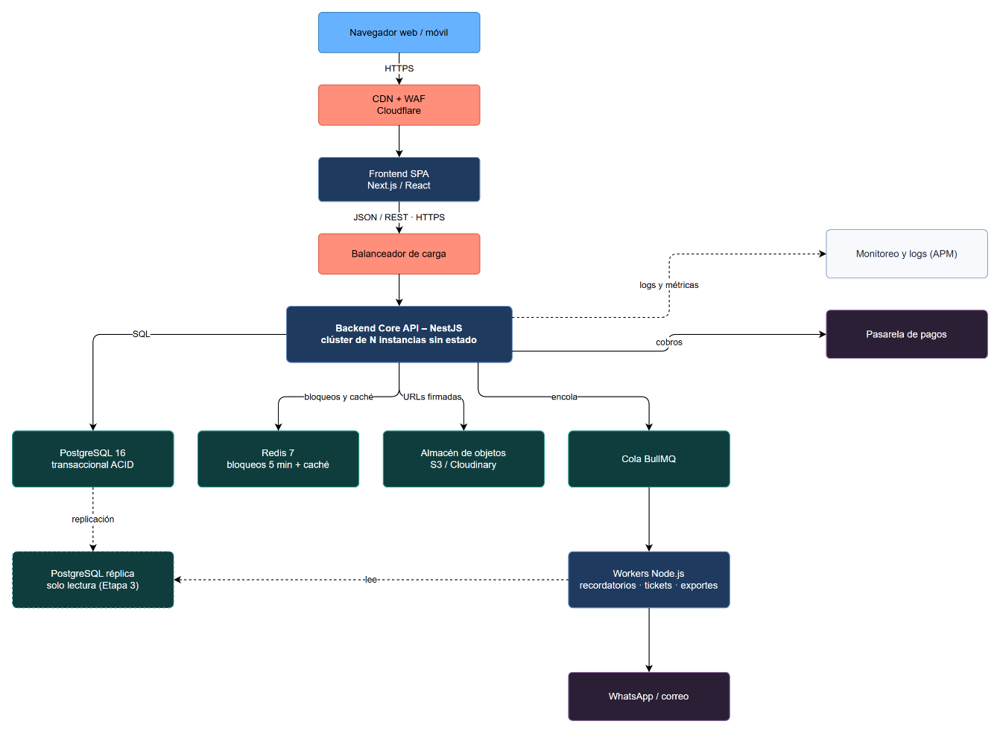 Navegador web / móvil
HTTPS
CDN + WAF
Cloudflare
Frontend SPA
Next.js / React
JSON / REST · HTTPS
Balanceador de carga
Monitoreo y logs (APM)
logs y métricas
Backend Core API – NestJS
clúster de N instancias sin estado
SQL
cobros
Pasarela de pagos
bloqueos y caché
URLs firmadas
encola
PostgreSQL 16
transaccional ACID
Redis 7
bloqueos 5 min + caché
Almacén de objetos
S3 / Cloudinary
Cola BullMQ
replicación
PostgreSQL réplica
solo lectura (Etapa 3)
lee
Workers Node.js
recordatorios · tickets · exportes
WhatsApp / correo